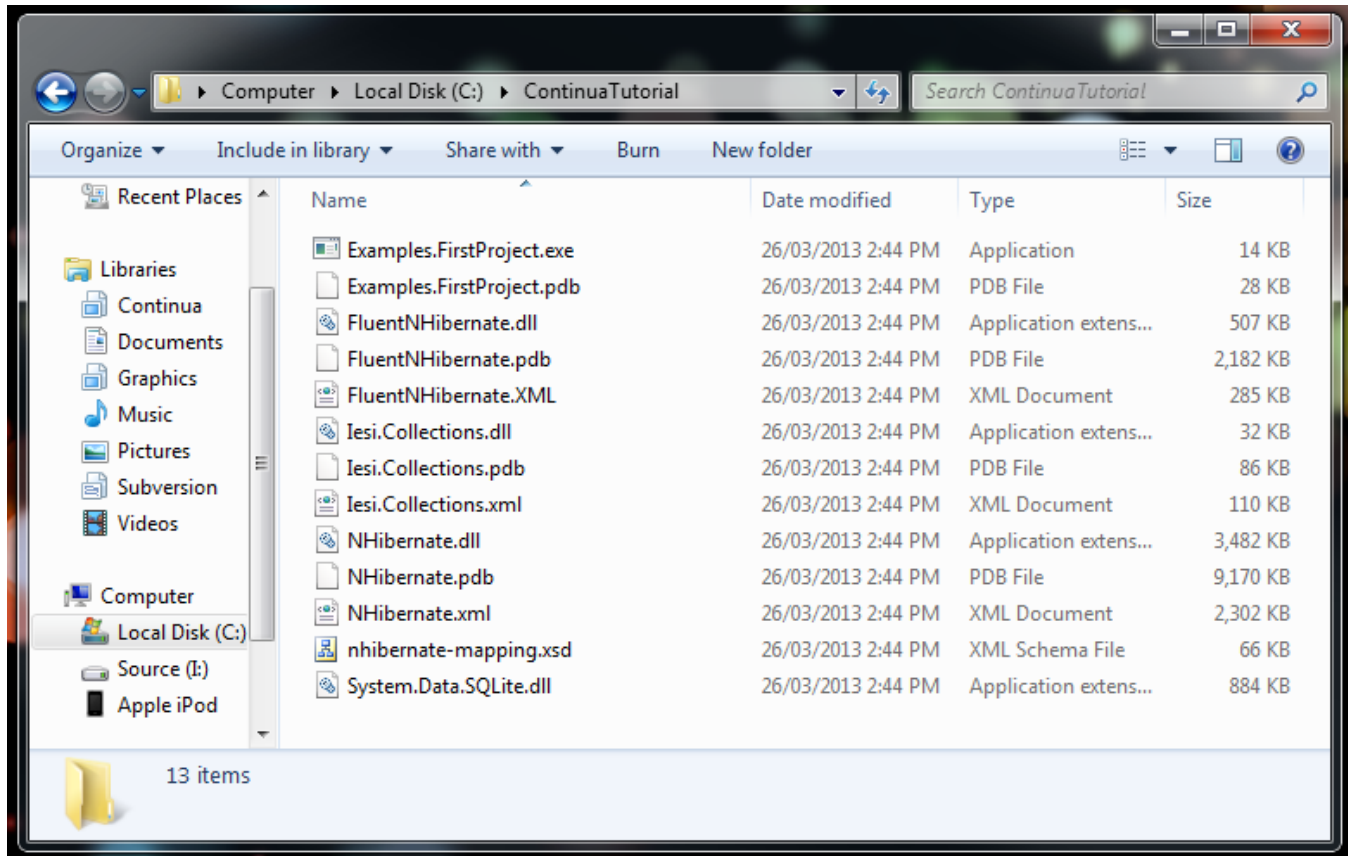 Computer Local Disk (C:) ContinuaTutorial Search ContinuaTutorial
Organize Include in library Share with Burn New folder
Recent Places
Libraries
Continua
Documents
Graphics
Music
Pictures
Subversion
Videos
Computer
Local Disk (C:)
Source (I:)
Apple iPod
Name Date modified Type Size
Examples.FirstProject.exe 26/03/2013 2:44 PM Application 14 KB
Examples.FirstProject.pdb 26/03/2013 2:44 PM PDB File 28 KB
FluentNHibernate.dll 26/03/2013 2:44 PM Application extens... 507 KB
FluentNHibernate.pdb 26/03/2013 2:44 PM PDB File 2,182 KB
FluentNHibernate.XML 26/03/2013 2:44 PM XML Document 285 KB
Iesi.Collections.dll 26/03/2013 2:44 PM Application extens... 32 KB
Iesi.Collections.pdb 26/03/2013 2:44 PM PDB File 86 KB
Iesi.Collections.xml 26/03/2013 2:44 PM XML Document 110 KB
NHibernate.dll 26/03/2013 2:44 PM Application extens... 3,482 KB
NHibernate.pdb 26/03/2013 2:44 PM PDB File 9,170 KB
NHibernate.xml 26/03/2013 2:44 PM XML Document 2,302 KB
nhibernate-mapping.xsd 26/03/2013 2:44 PM XML Schema File 66 KB
System.Data.SQLite.dll 26/03/2013 2:44 PM Application extens... 884 KB
13 items